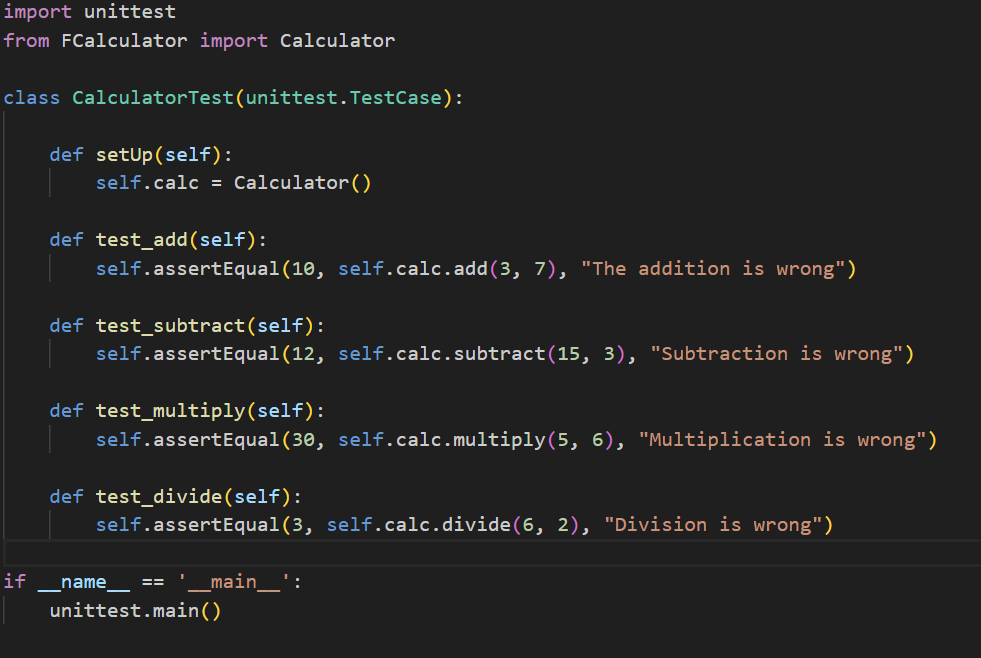 import unittest
from FCalculator import Calculator
class CalculatorTest(unittest.TestCase):
def setUp(self):
self.calc = Calculator()
def test_add(self):
self.assertEqual(10, self.calc.add(3, 7), "The addition is wrong")
def test_subtract(self):
self.assertEqual(12, self.calc.subtract(15, 3), "Subtraction is wrong")
def test_multiply(self):
self.assertEqual(30, self.calc.multiply(5, 6), "Multiplication is wrong")
def test_divide(self):
self.assertEqual(3, self.calc.divide(6, 2), "Division is wrong")
if __name__ == '__main__':
unittest.main()